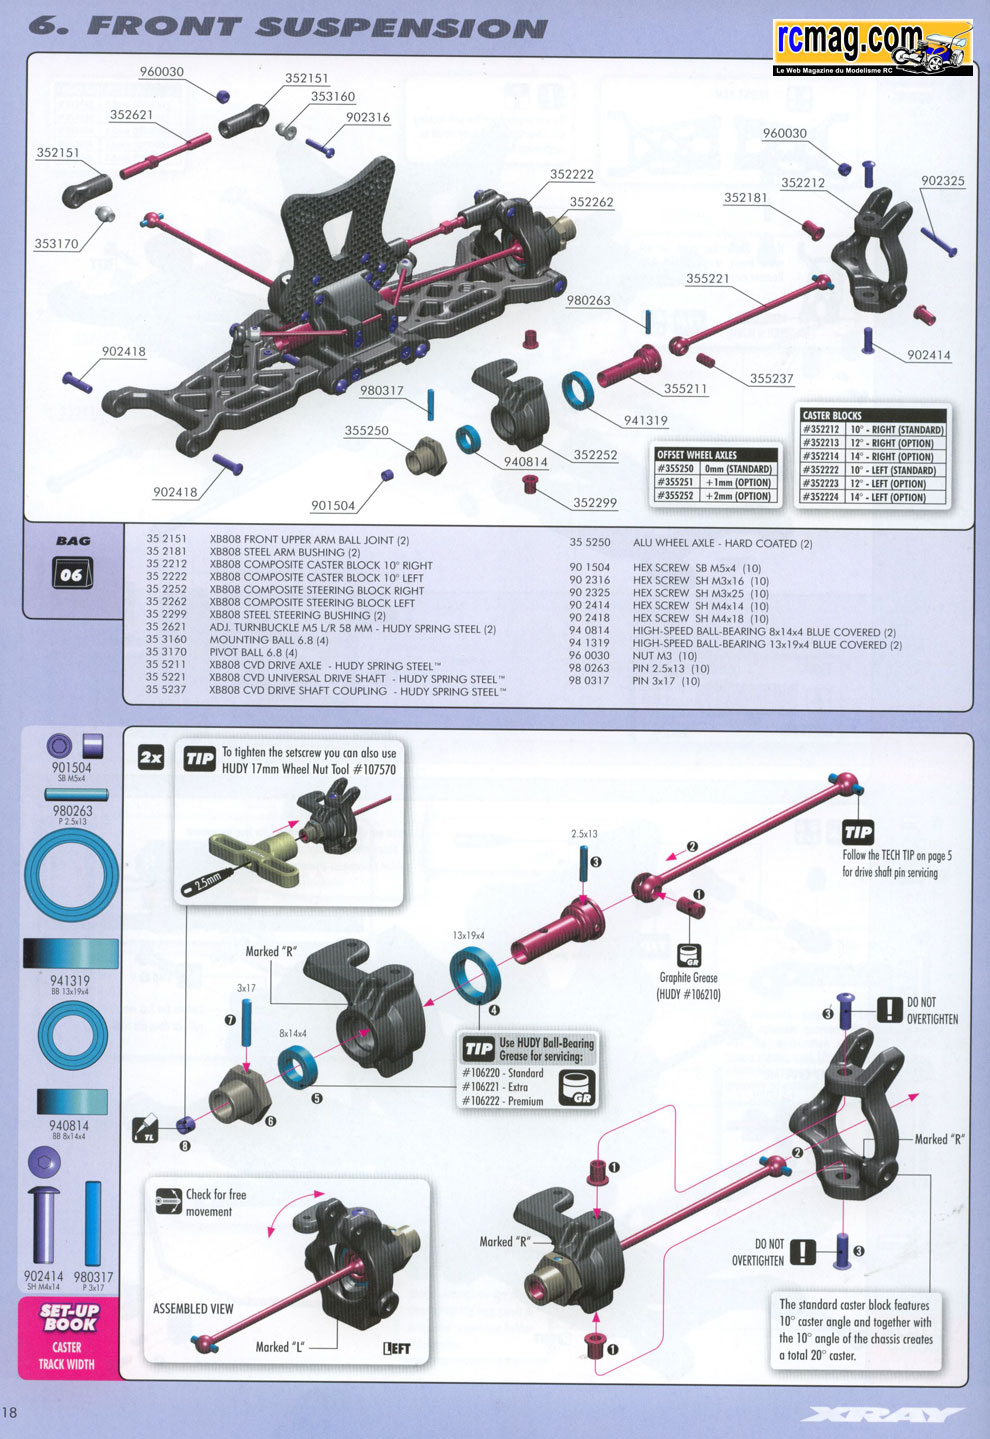 6. FRONT SUSPENSION
rcmag.com
Le Web Magazine du Modelisme RC
960030
352151
353160
902316
352621
352151
353170
352222
352262
960030
352212
902325
352181
355221
980263
902418
980317
355250
355237
902414
355211
941319
352252
940814
902418
901504
352299
OFFSET WHEEL AXLES
#355250 0mm (STANDARD)
#355251 +1mm (OPTION)
#355252 +2mm (OPTION)
CASTER BLOCKS
#352212 10° - RIGHT (STANDARD)
#352213 12° - RIGHT (OPTION)
#352214 14° - RIGHT (OPTION)
#352222 10° - LEFT (STANDARD)
#352223 12° - LEFT (OPTION)
#352224 14° - LEFT (OPTION)
BAG
06
35 2151 XB808 FRONT UPPER ARM BALL JOINT (2)
35 2181 XB808 STEEL ARM BUSHING (2)
35 2212 XB808 COMPOSITE CASTER BLOCK 10° RIGHT
35 2222 XB808 COMPOSITE CASTER BLOCK 10° LEFT
35 2252 XB808 COMPOSITE STEERING BLOCK RIGHT
35 2262 XB808 COMPOSITE STEERING BLOCK LEFT
35 2299 XB808 STEEL STEERING BUSHING (2)
35 2621 ADJ. TURNBUCKLE M5 L/R 58 MM - HUDY SPRING STEEL (2)
35 3160 MOUNTING BALL 6.8 (4)
35 3170 PIVOT BALL 6.8 (4)
35 5211 XB808 CVD DRIVE AXLE - HUDY SPRING STEEL™
35 5221 XB808 CVD UNIVERSAL DRIVE SHAFT - HUDY SPRING STEEL™
35 5237 XB808 CVD DRIVE SHAFT COUPLING - HUDY SPRING STEEL™
35 5250 ALU WHEEL AXLE - HARD COATED (2)
90 1504 HEX SCREW SB M5x4 (10)
90 2316 HEX SCREW SH M3x16 (10)
90 2325 HEX SCREW SH M3x25 (10)
90 2414 HEX SCREW SH M4x14 (10)
90 2418 HEX SCREW SH M4x18 (10)
94 0814 HIGH-SPEED BALL-BEARING 8x14x4 BLUE COVERED (2)
94 1319 HIGH-SPEED BALL-BEARING 13x19x4 BLUE COVERED (2)
96 0030 NUT M3 (10)
98 0263 PIN 2.5x13 (10)
98 0317 PIN 3x17 (10)
901504
SB M5x4
980263
P 2.5x13
941319
BB 13x19x4
940814
BB 8x14x4
902414
SH M4x14
980317
P 3x17
SET-UP
BOOK
CASTER
TRACK WIDTH
2x
TIP
To tighten the setscrew you can also use
HUDY 17mm Wheel Nut Tool #107570
2.5mm
TIP
Follow the TECH TIP on page 5
for drive shaft pin servicing
2.5x13
3
2
1
GR
Graphite Grease
(HUDY #106210)
Marked "R"
13x19x4
4
3x17
7
8x14x4
5
6
TL
8
TIP
Use HUDY Ball-Bearing
Grease for servicing:
#106220 - Standard
#106221 - Extra
#106222 - Premium
GR
3
!
DO NOT
OVERTIGHTEN
Marked "R"
2
1
Marked "R"
DO NOT
OVERTIGHTEN
!
3
1
The standard caster block features
10° caster angle and together with
the 10° angle of the chassis creates
a total 20° caster.
Check for free
movement
ASSEMBLED VIEW
Marked "L"
LEFT
18
XRAY